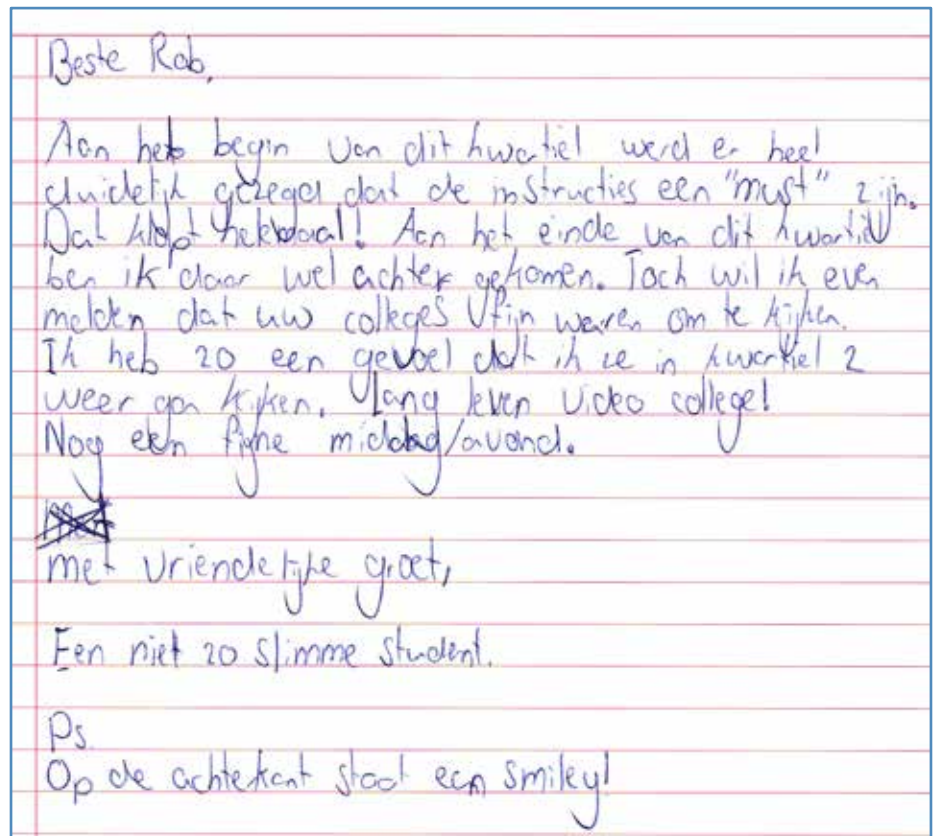 Beste Rob,
Aan het begin van dit kwartiel werd er heel
duidelijk gezegd dat de instructies een "must" zijn.
Dat klopt helemaal! Aan het einde van dit kwartiel
ben ik daar wel achter gekomen. Toch wil ik even
melden dat uw colleges fijn waren om te kijken.
Ik heb zo een gevoel dat ik ze in kwartiel 2
weer ga kijken. Lang leven video college!
Nog een fijne middag/avond.
met vriendelijke groet,
Een niet zo slimme student.
Ps.
Op de achterkant staat een smiley!